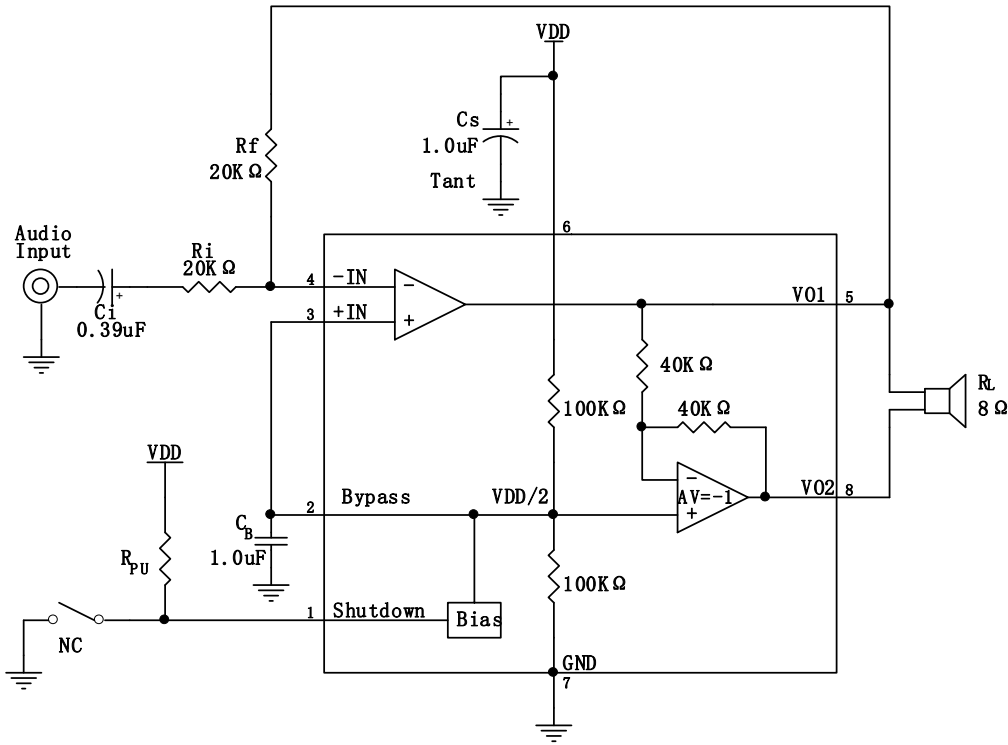 VDD
Cs
+
1.0uF
Tant
Rf
20KΩ
6
Audio
Input
Ri
20KΩ
4
-IN
−
+
Ci
0.39uF
3
+IN
+
VO1
5
40KΩ
RL
8Ω
100KΩ
40KΩ
VDD
−
AV=-1
+
VO2
8
2
Bypass
VDD/2
CB
1.0uF
RPU
100KΩ
1
Shutdown
Bias
NC
GND
7